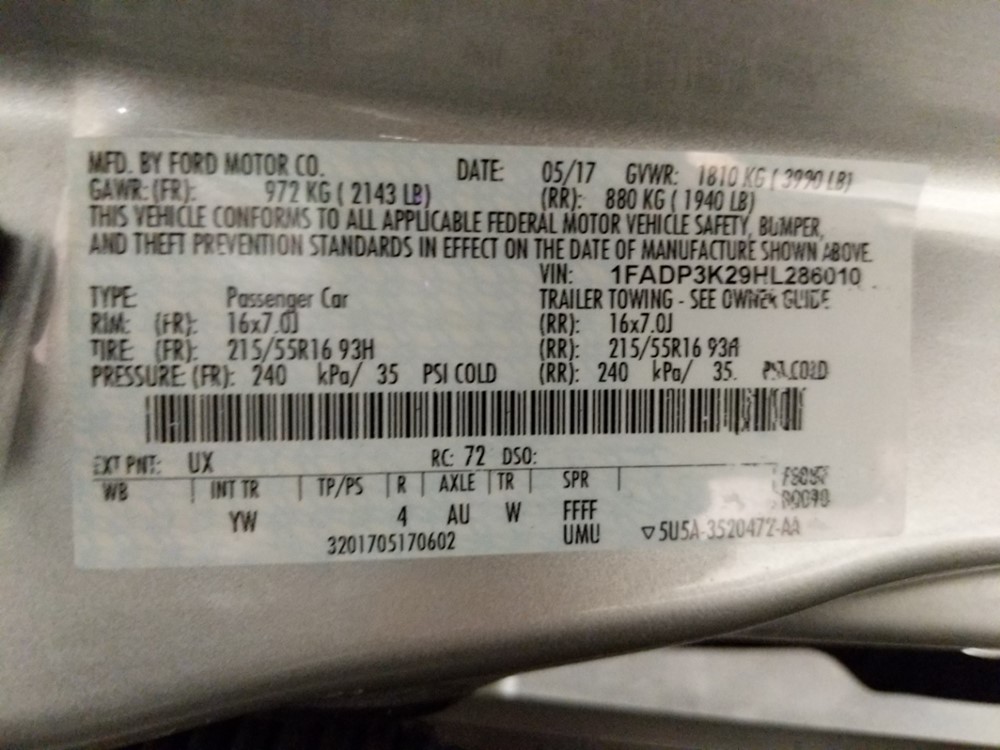 MFD. BY FORD MOTOR CO. DATE: 05/17 GVWR: 1810 KG ( 3990 LB)
GAWR: (FR): 972 KG ( 2143 LB) (RR): 880 KG ( 1940 LB)
THIS VEHICLE CONFORMS TO ALL APPLICABLE FEDERAL MOTOR VEHICLE SAFETY, BUMPER,
AND THEFT PREVENTION STANDARDS IN EFFECT ON THE DATE OF MANUFACTURE SHOWN ABOVE.
VIN: 1FADP3K29HL286010
TYPE: Passenger Car TRAILER TOWING - SEE OWNER GUIDE
RIM: (FR): 16x7.0J (RR): 16x7.0J
TIRE (FR): 215/55R16 93H (RR): 215/55R16 93H
PRESSURE (FR): 240 kPa/ 35 PSI COLD (RR): 240 kPa/ 35. PSI COLD
EXT PNT: UX RC: 72 DSO:
WB INT TR TP/PS R AXLE TR SPR
YW 4 AU W FFFF
3201705170602 UMU ▽5U5A-3520472-AA